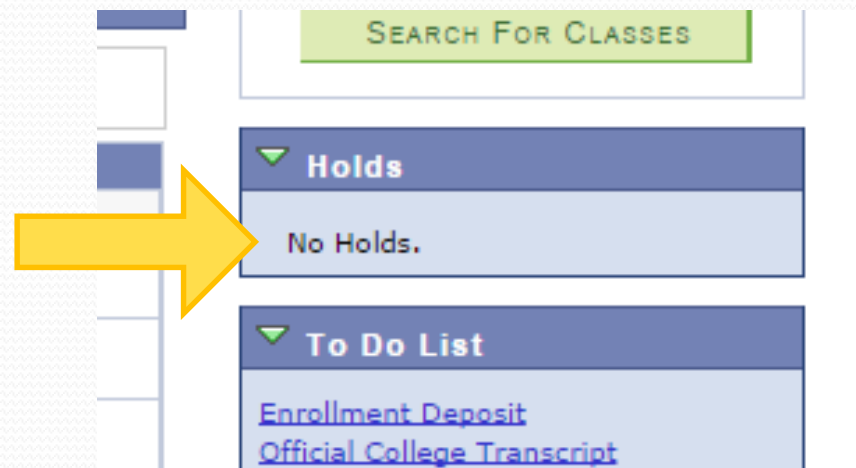 SEARCH FOR CLASSES
Holds
No Holds.
To Do List
Enrollment Deposit
Official College Transcript